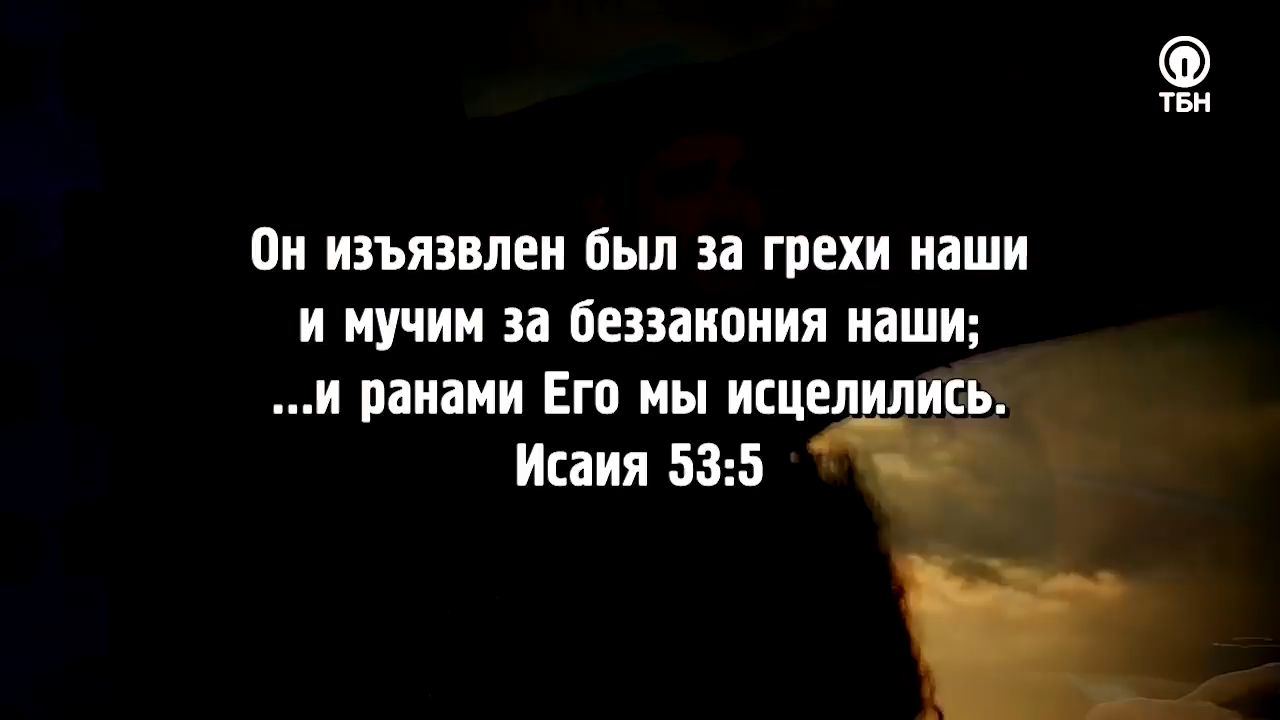 ТБН
Он изъязвлен был за грехи наши
и мучим за беззакония наши;
...и ранами Его мы исцелились.
Исаия 53:5